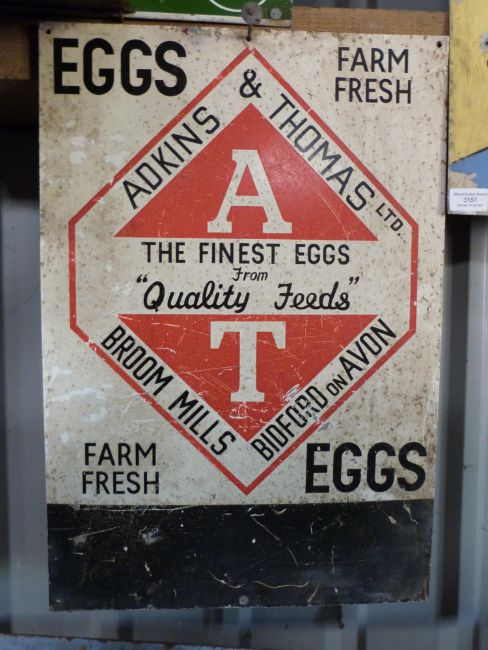 EGGS
FARM FRESH
ADKINS & THOMAS LTD.
A
THE FINEST EGGS
From
"Quality Feeds"
T
BROOM MILLS
BIDFORD ON AVON
FARM FRESH
EGGS
3151